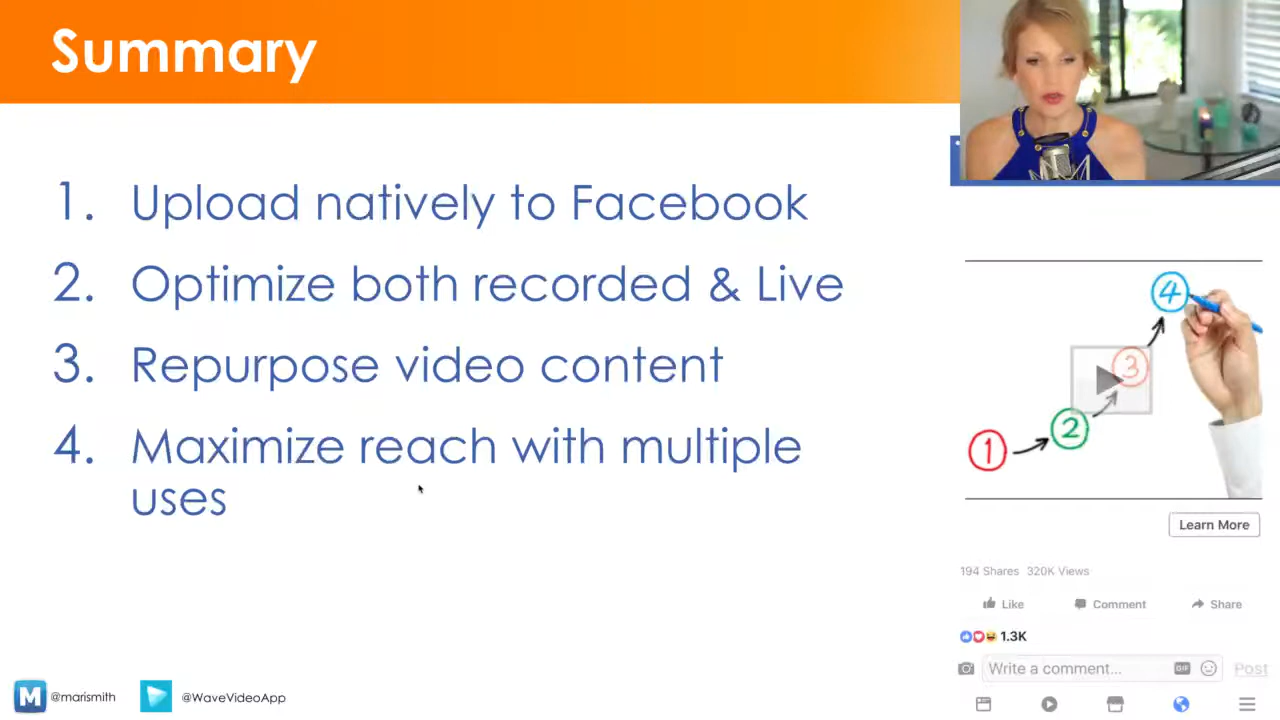 Summary
1. Upload natively to Facebook
2. Optimize both recorded & Live
3. Repurpose video content
4. Maximize reach with multiple
uses
4
3
2
1
Learn More
194 Shares 320K Views
Like Comment Share
1.3K
Write a comment... GIF Post
M @marismith @WaveVideoApp